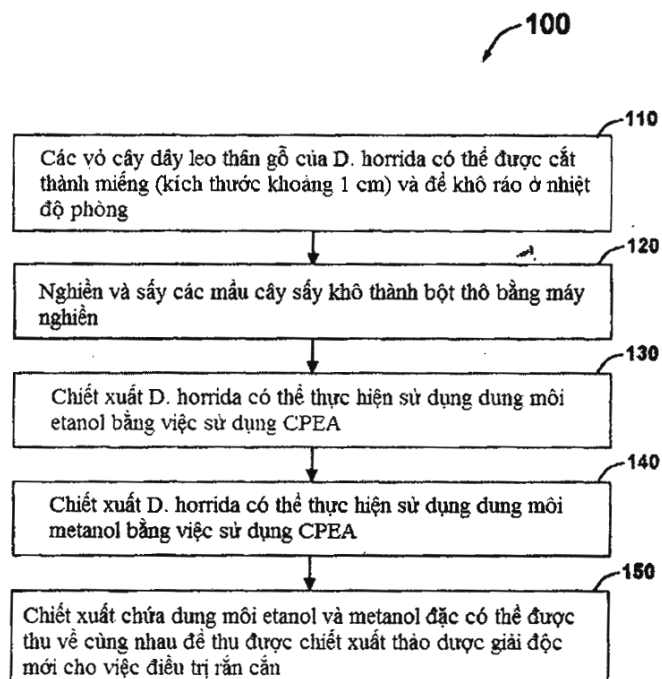 100
110
Các vỏ cây dây leo thân gỗ của D. horrida có thể được cắt
thành miếng (kích thước khoảng 1 cm) và để khô ráo ở nhiệt
độ phòng
120
Nghiền và sấy các mẫu cây sấy khô thành bột thô bằng máy
nghiền
130
Chiết xuất D. horrida có thể thực hiện sử dụng dung môi
etanol bằng việc sử dụng CPEA
140
Chiết xuất D. horrida có thể thực hiện sử dụng dung môi
metanol bằng việc sử dụng CPEA
150
Chiết xuất chứa dung môi etanol và metanol đặc có thể được
thu về cùng nhau để thu được chiết xuất thảo dược giải độc
mới cho việc điều trị rắn cắn